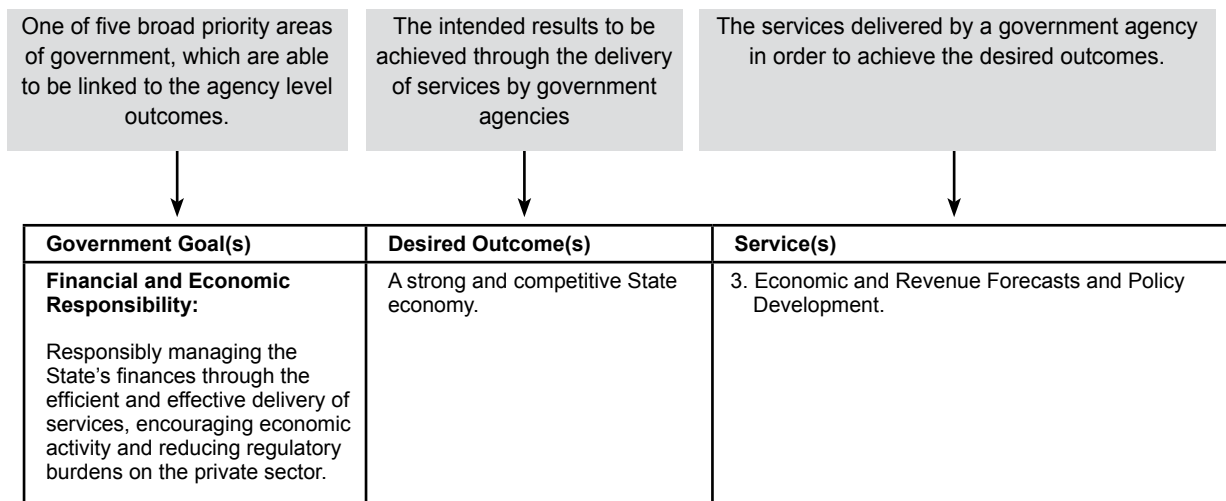 One of five broad priority areas
of government, which are able
to be linked to the agency level
outcomes.
The intended results to be
achieved through the delivery
of services by government
agencies
The services delivered by a government agency
in order to achieve the desired outcomes.
Government Goal(s)
Desired Outcome(s)
Service(s)
Financial and Economic
Responsibility:
Responsibly managing the
State’s finances through the
efficient and effective delivery of
services, encouraging economic
activity and reducing regulatory
burdens on the private sector.
A strong and competitive State
economy.
3. Economic and Revenue Forecasts and Policy
Development.